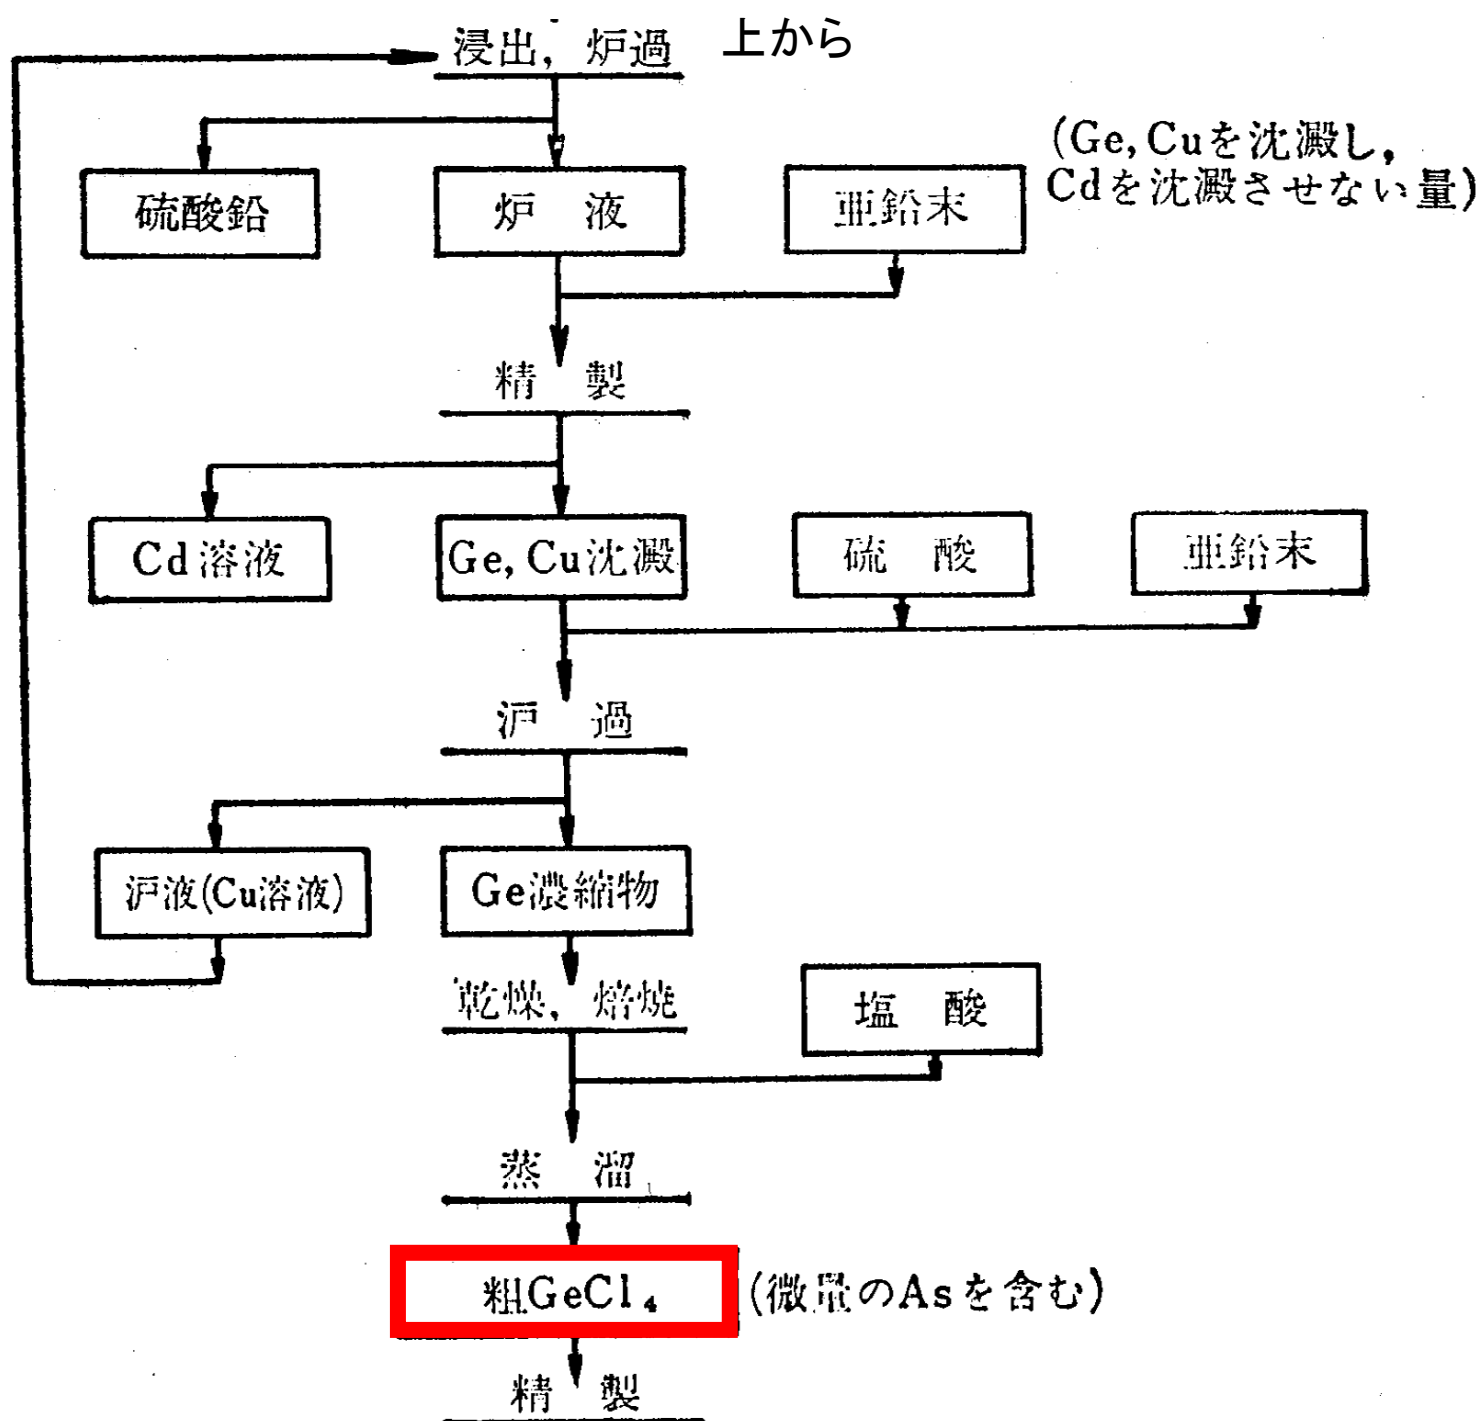 浸出，炉過
上から
硫酸鉛
炉液
亜鉛末
(Ge, Cuを沈澱し，
Cdを沈澱させない量)
精製
Cd溶液
Ge, Cu沈澱
硫酸
亜鉛末
沪過
沪液(Cu溶液)
Ge濃縮物
乾燥，焙焼
塩酸
蒸溜
粗GeCl₄
(微量のAsを含む)
精製